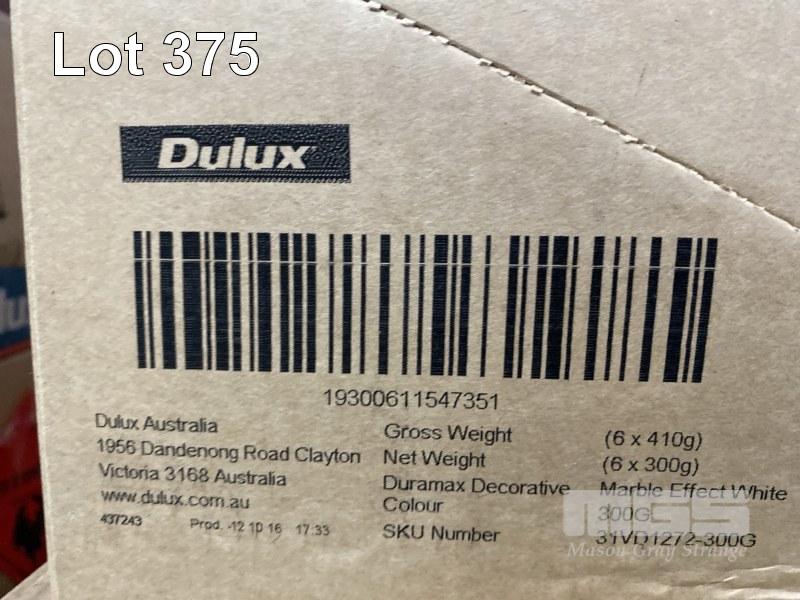 Lot 375
Dulux
19300611547351
Dulux Australia
1956 Dandenong Road Clayton
Victoria 3168 Australia
www.dulux.com.au
437243 Prod. -12 10 16 17:33
Gross Weight (6 x 410g)
Net Weight (6 x 300g)
Duramax Decorative Marble Effect White
Colour 300G
SKU Number 31VD1272-300G
MGS
Mason Gray Strange